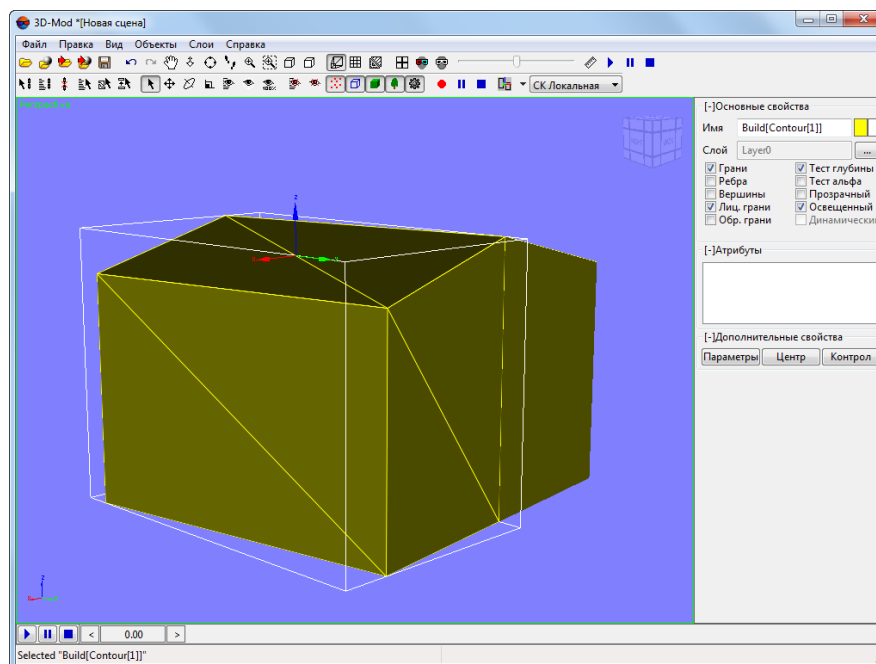 3D-Mod *[Новая сцена]
Файл Правка Вид Объекты Слои Справка
СК Локальная
[-]Основные свойства
Имя Build[Contour[1]]
Слой Layer0 ...
Грани Тест глубины
Ребра Тест альфа
Вершины Прозрачный
Лиц. грани Освещенный
Обр. грани Динамически
[-]Атрибуты
[-]Дополнительные свойства
Параметры Центр Контрол
z
z
< 0.00 >
Selected "Build[Contour[1]]"